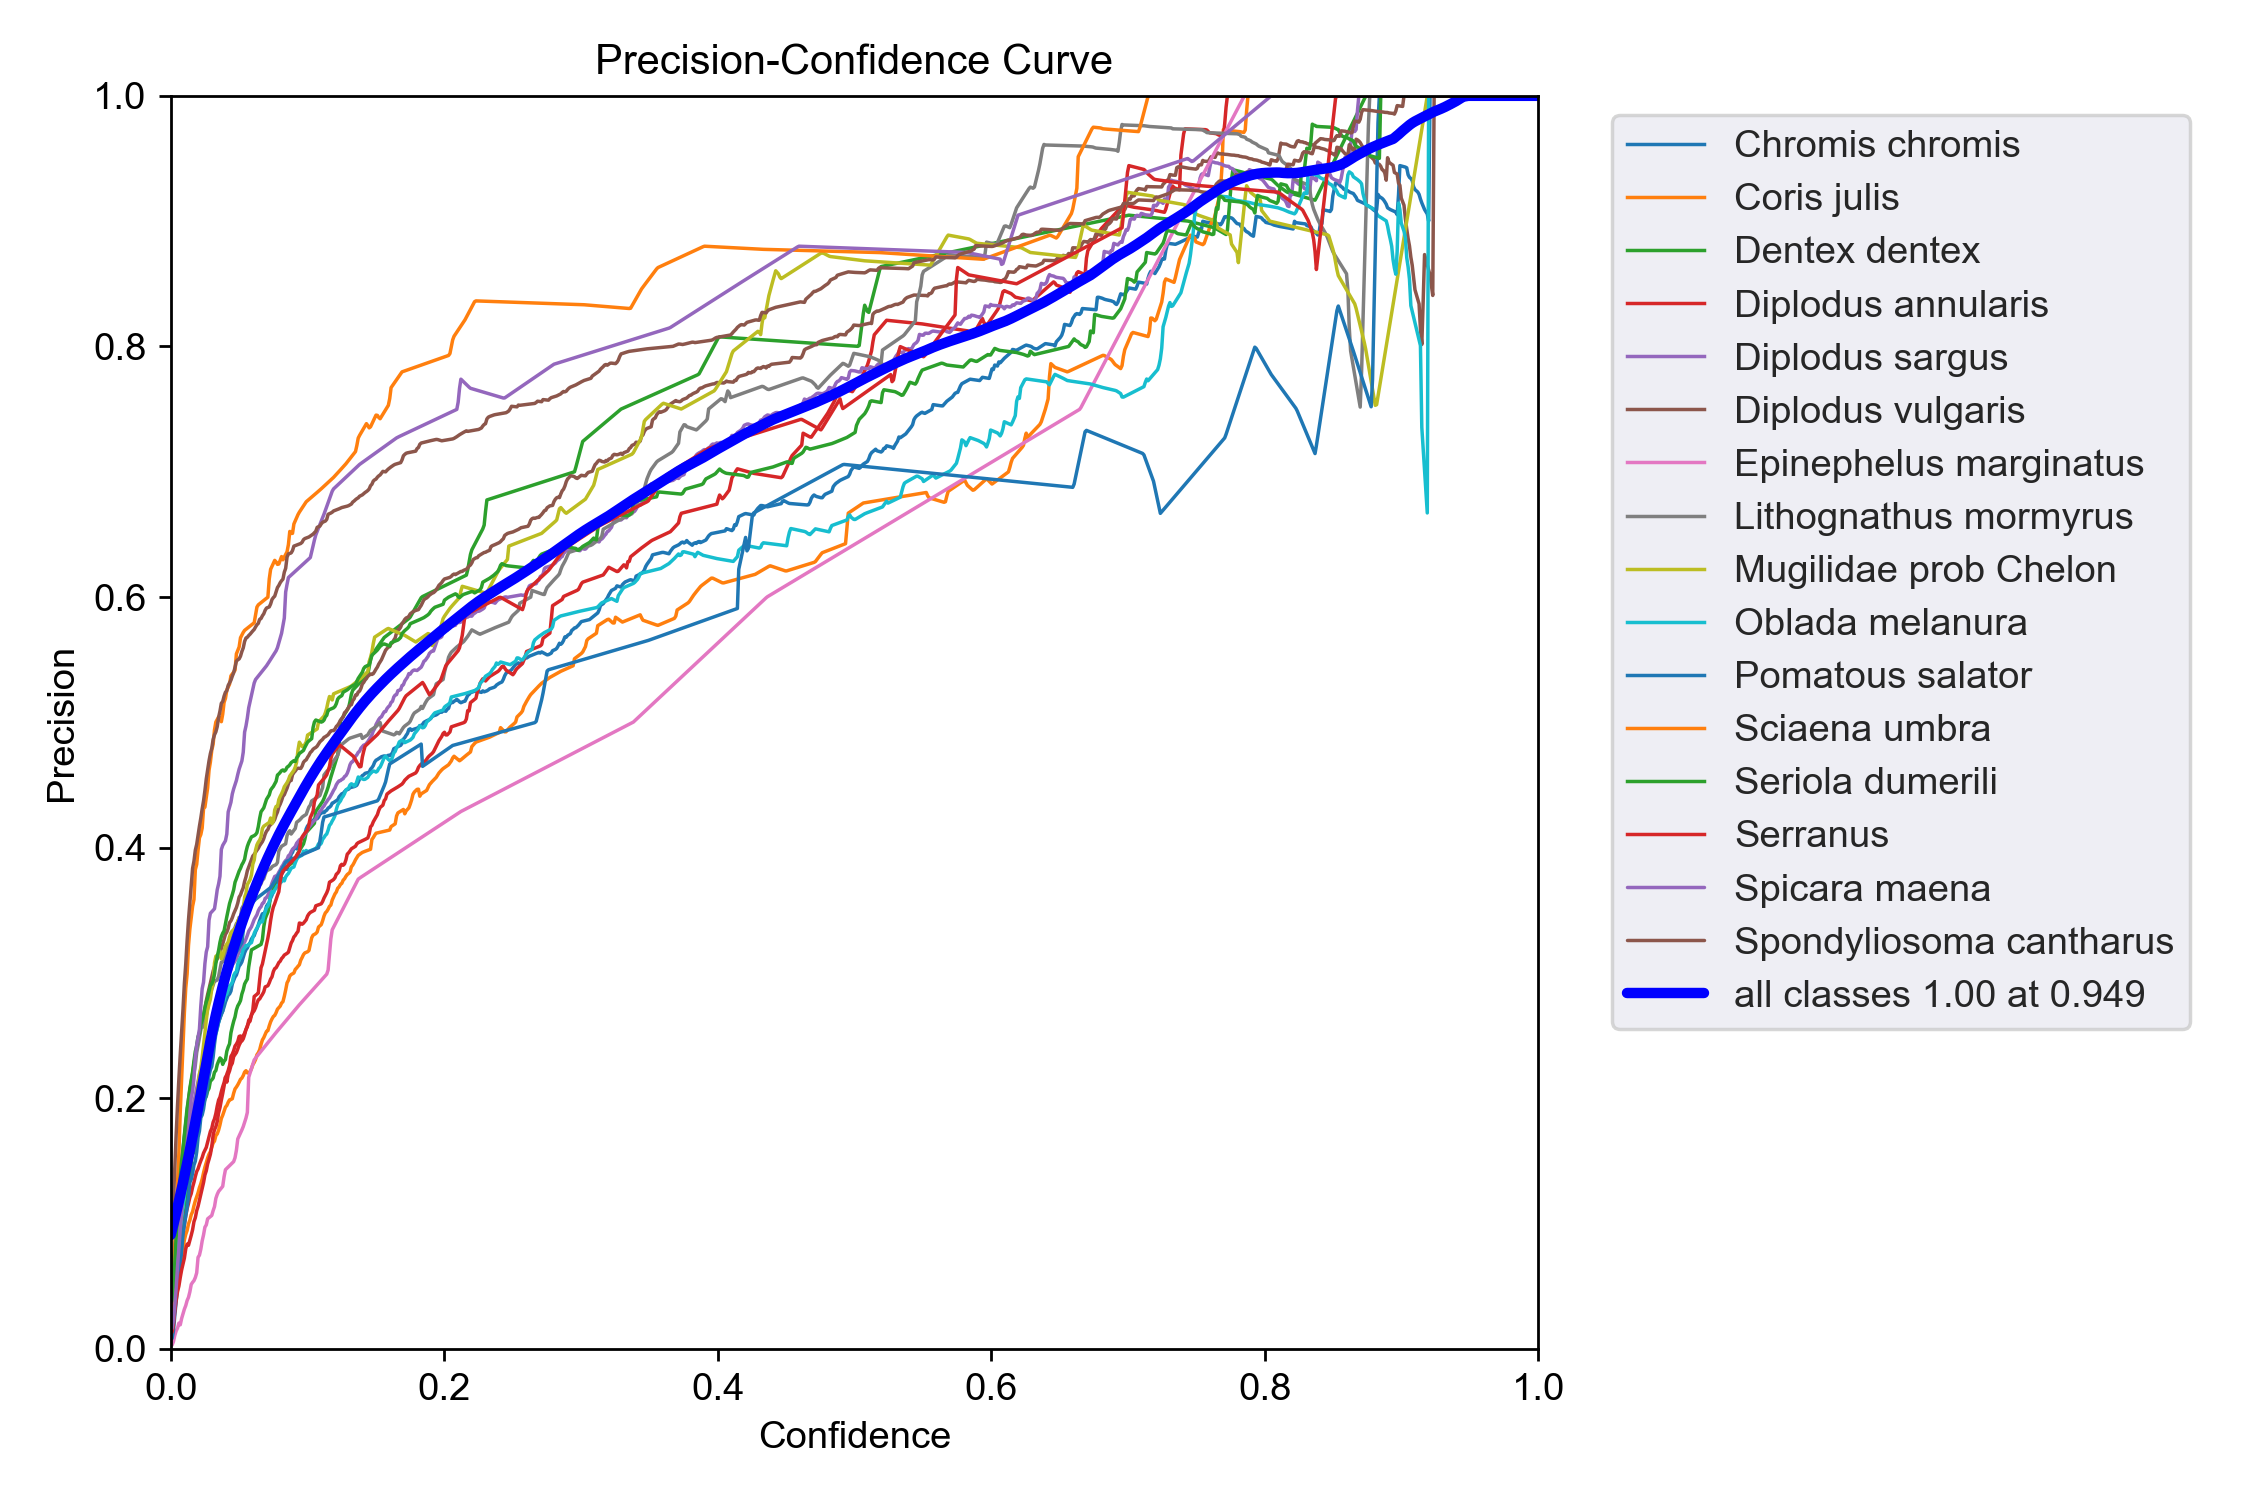 Precision-Confidence Curve
1.0
0.8
0.6
0.4
0.2
0.0
Precision
0.0 0.2 0.4 0.6 0.8 1.0
Confidence
Chromis chromis
Coris julis
Dentex dentex
Diplodus annularis
Diplodus sargus
Diplodus vulgaris
Epinephelus marginatus
Lithognathus mormyrus
Mugilidae prob Chelon
Oblada melanura
Pomatous salator
Sciaena umbra
Seriola dumerili
Serranus
Spicara maena
Spondyliosoma cantharus
all classes 1.00 at 0.949